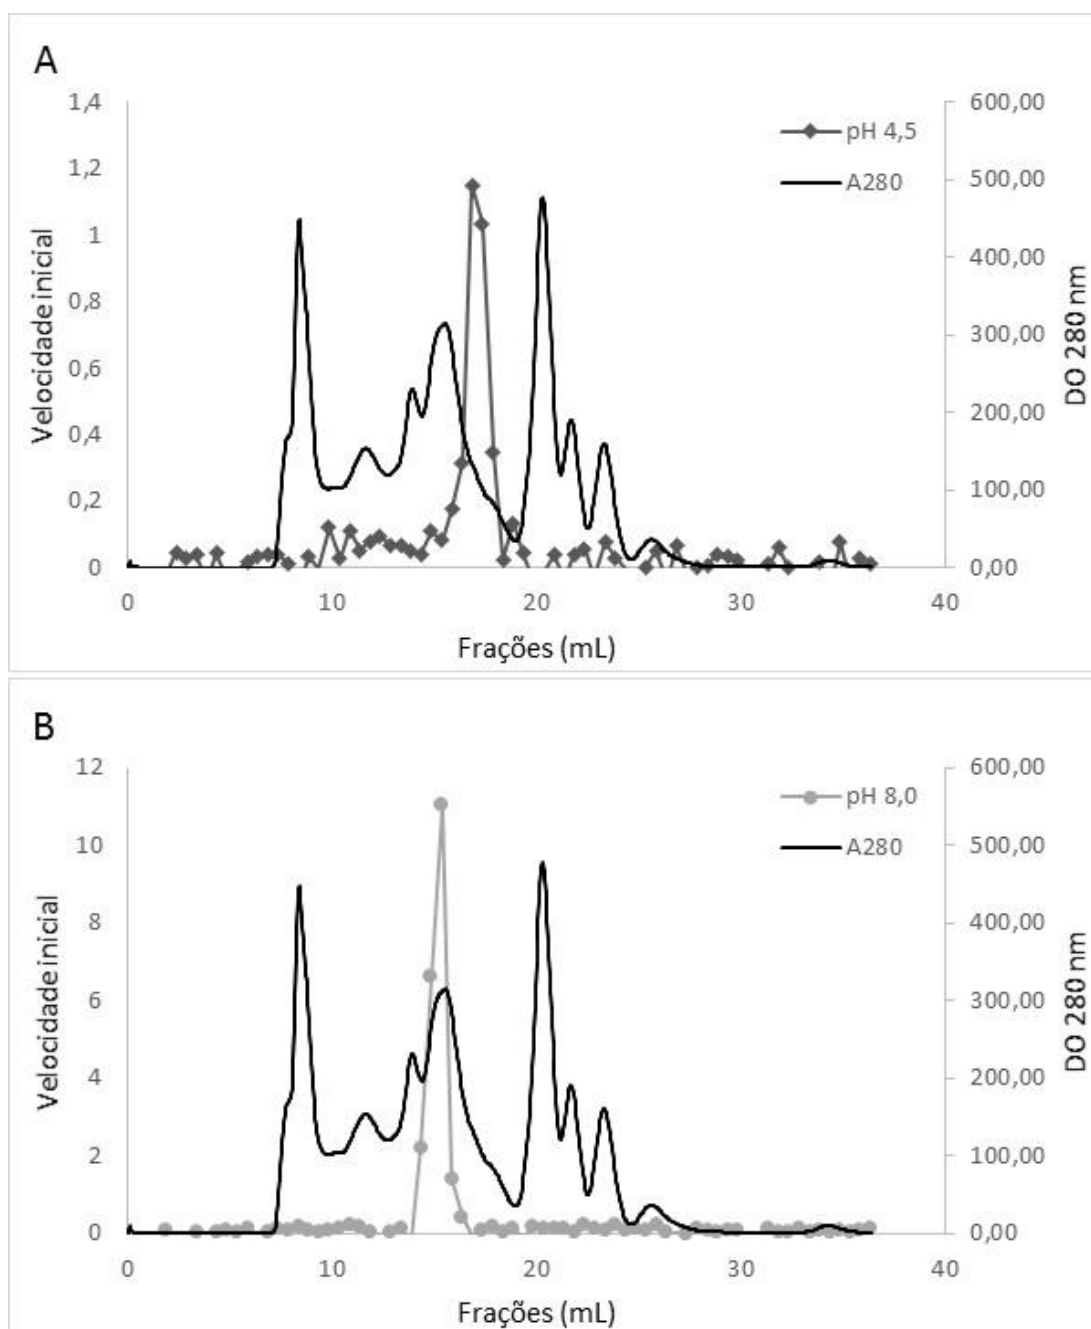 A
1,4
1,2
1
0,8
0,6
0,4
0,2
0
Velocidade inicial
600,00
500,00
400,00
300,00
200,00
100,00
0,00
DO 280 nm
pH 4,5
A280
0 10 20 30 40
Frações (mL)
B
12
10
8
6
4
2
0
Velocidade inicial
600,00
500,00
400,00
300,00
200,00
100,00
0,00
DO 280 nm
pH 8,0
A280
0 10 20 30 40
Frações (mL)